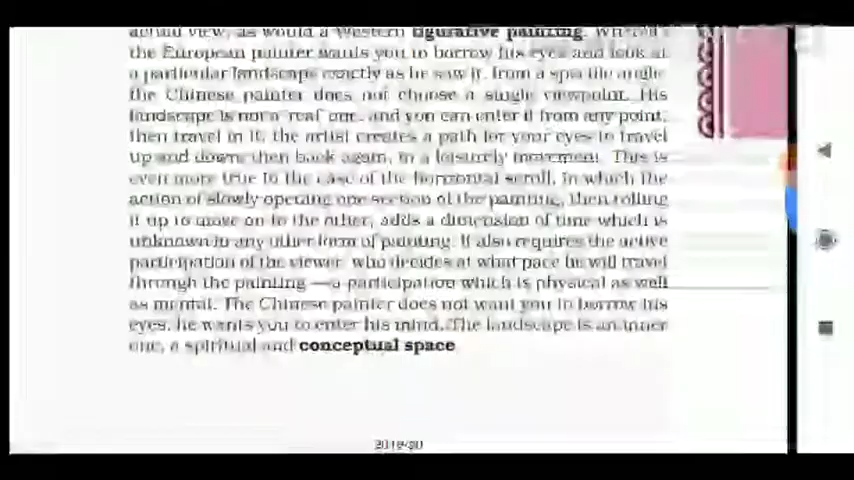 actual view, as would a Western figurative painting. Whereas
the European painter wants you to borrow his eyes and look at
a particular landscape exactly as he saw it, from a specific angle,
the Chinese painter does not choose a single viewpoint. His
landscape is not a 'real' one, and you can enter it from any point,
then travel in it; the artist creates a path for your eyes to travel
up and down, then back again, in a leisurely movement. This is
even more true in the case of the horizontal scroll, in which the
action of slowly opening one section of the painting, then rolling
it up to move on to the other, adds a dimension of time which is
unknown in any other form of painting. It also requires the active
participation of the viewer, who decides at what pace he will travel
through the painting —a participation which is physical as well
as mental. The Chinese painter does not want you to borrow his
eyes; he wants you to enter his mind. The landscape is an inner
one, a spiritual and conceptual space
2019-20